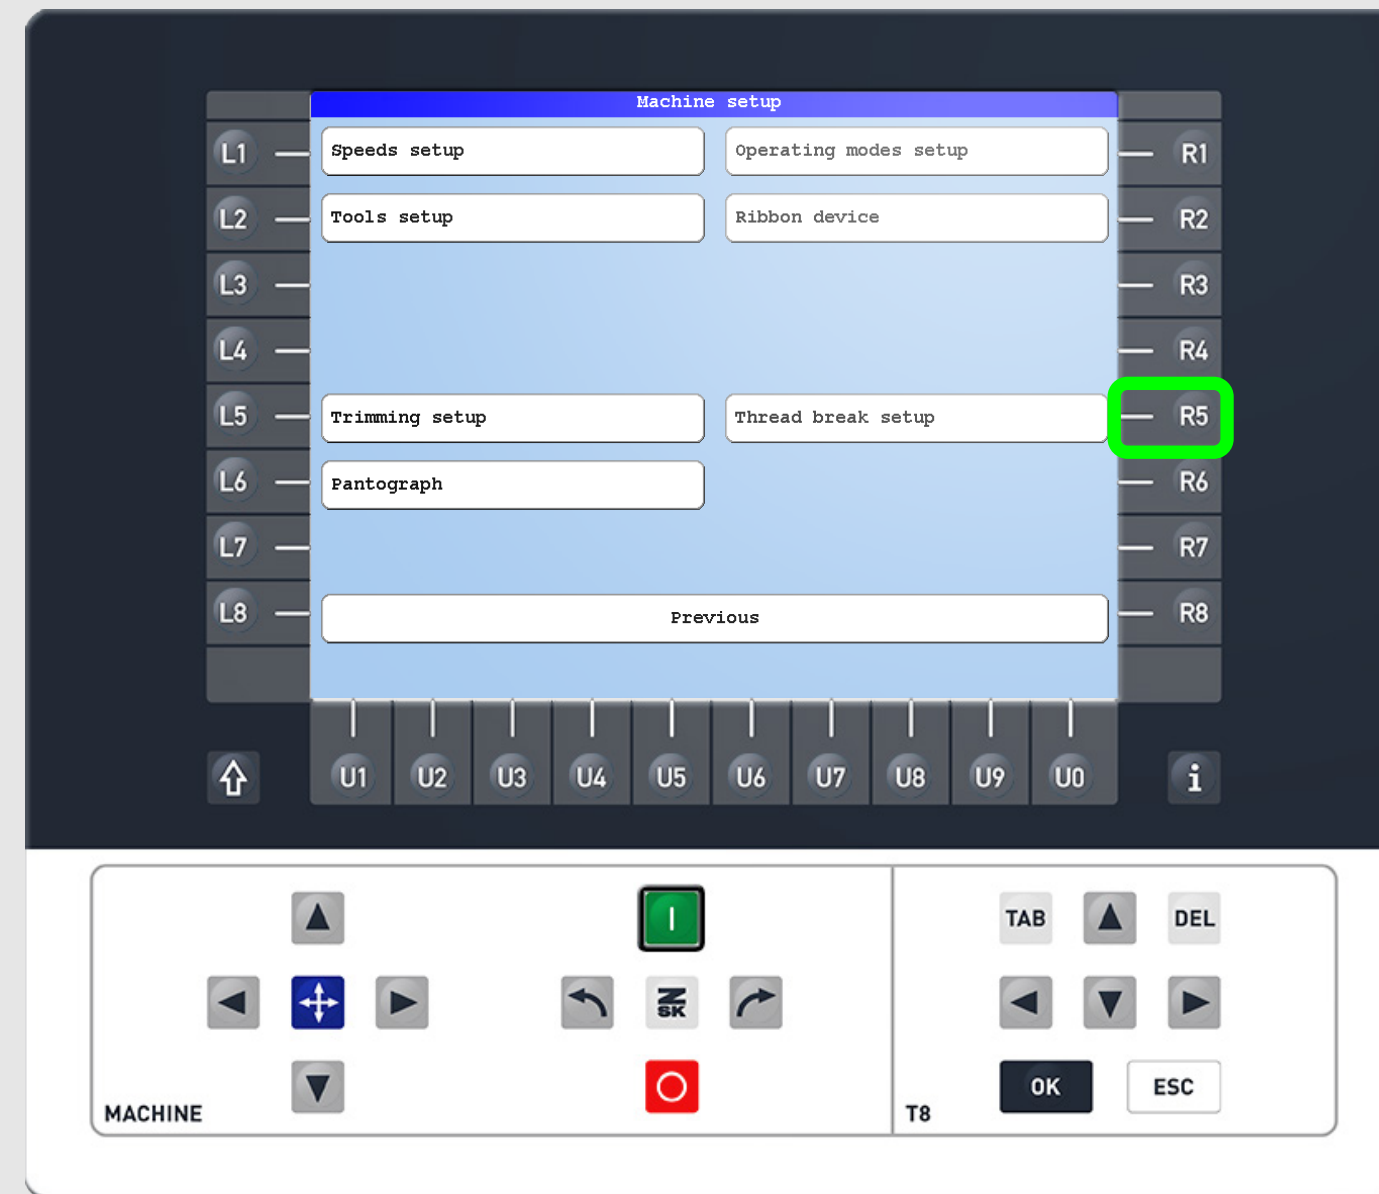 Machine setup
L1 Speeds setup Operating modes setup R1
L2 Tools setup Ribbon device R2
L3 R3
L4 R4
L5 Trimming setup Thread break setup R5
L6 Pantograph R6
L7 R7
L8 Previous R8
U1 U2 U3 U4 U5 U6 U7 U8 U9 U0 i
I TAB DEL
ZSK
OK ESC
MACHINE T8